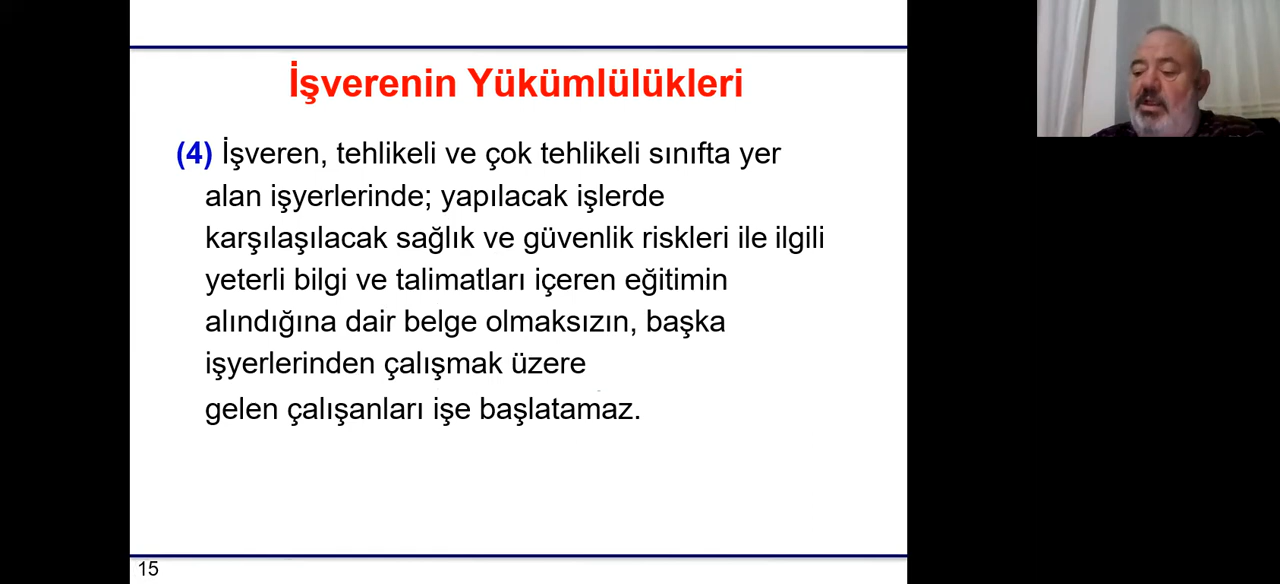 İşverenin Yükümlülükleri
(4) İşveren, tehlikeli ve çok tehlikeli sınıfta yer
alan işyerlerinde; yapılacak işlerde
karşılaşılacak sağlık ve güvenlik riskleri ile ilgili
yeterli bilgi ve talimatları içeren eğitimin
alındığına dair belge olmaksızın, başka
işyerlerinden çalışmak üzere
gelen çalışanları işe başlatamaz.
15